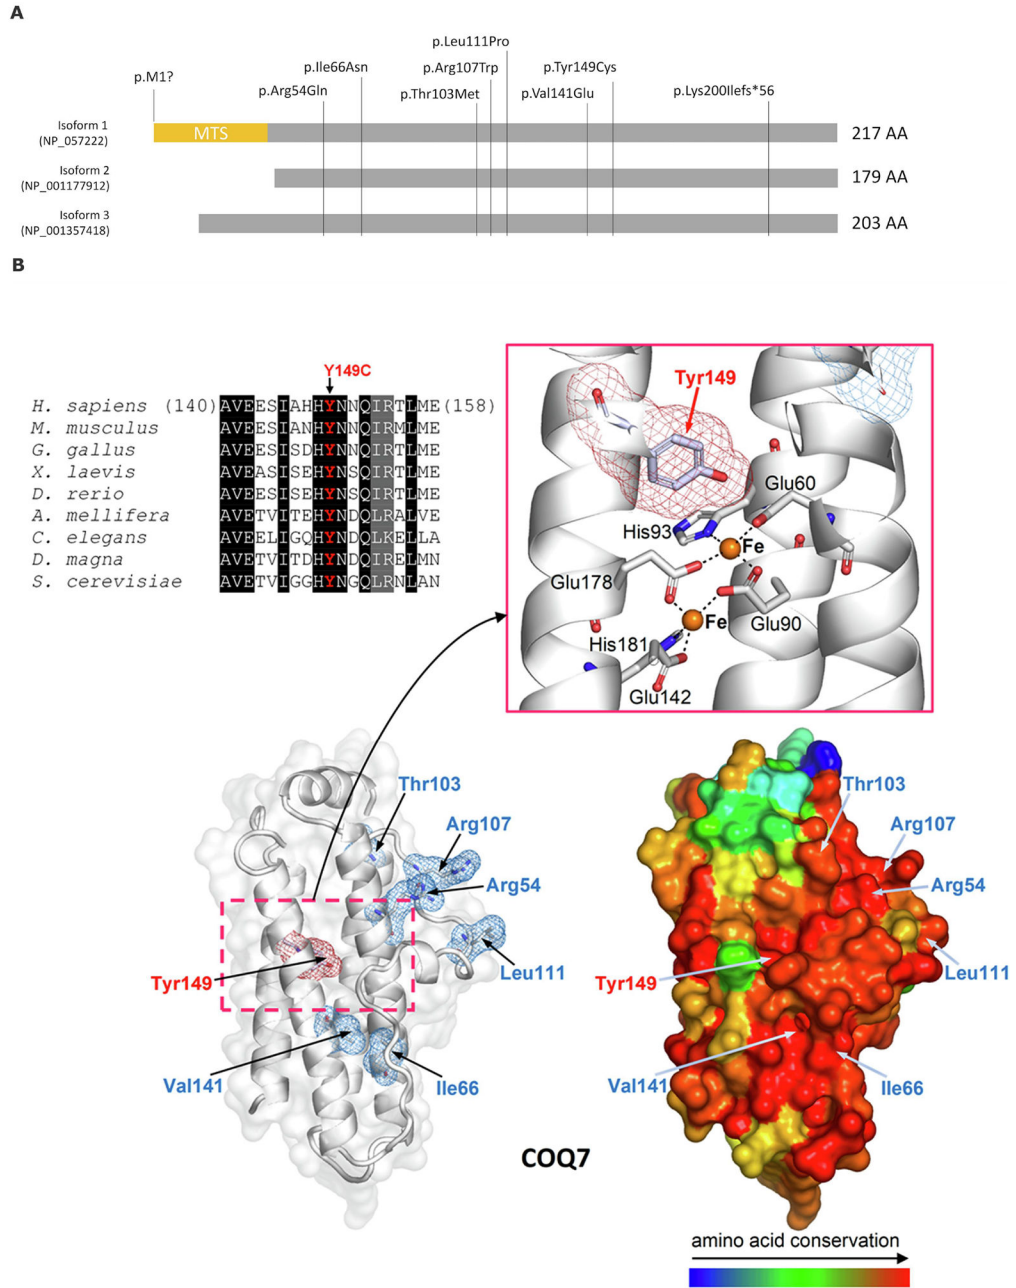 A
p.Leu111Pro
p.M1?
p.Ile66Asn
p.Arg107Trp
p.Tyr149Cys
p.Arg54Gln
p.Thr103Met
p.Val141Glu
p.Lys200Ilefs*56
Isoform 1
(NP_057222)
MTS
217 AA
Isoform 2
(NP_001177912)
179 AA
Isoform 3
(NP_001357418)
203 AA
B
Y149C
H. sapiens (140) AVEESIAHHYNNQIRTLME (158)
M. musculus AVEESIANHYNNQIRMLME
G. gallus AVEESISDHYNNQIRTLME
X. laevis AVEASISEHYNSQIRTLME
D. rerio AVEESISEHYNNQIRTLME
A. mellifera AVETVITEHYNDQLRALVE
C. elegans AVEELIGQHYNDQLKELLA
D. magna AVETVITDHYNDQIRELMN
S. cerevisiae AVETVIGGHYNGQLRNLAN
Tyr149
Glu60
His93
Fe
Glu178
Fe
Glu90
His181
Glu142
Thr103
Arg107
Arg54
Leu111
Tyr149
Val141
Ile66
Thr103
Arg107
Arg54
Leu111
Tyr149
Val141
Ile66
COQ7
amino acid conservation